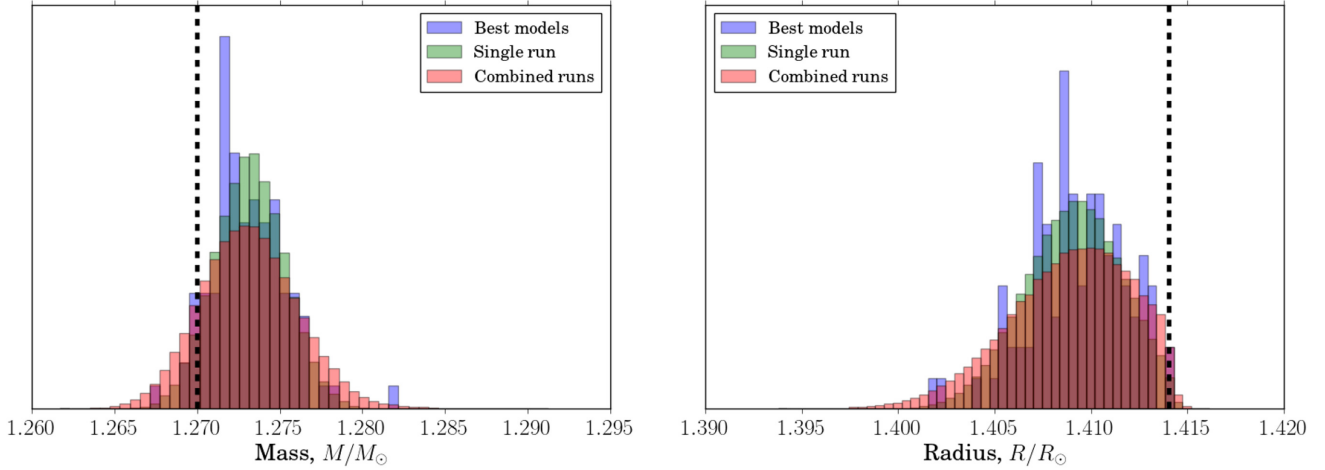 Best models
Single run
Combined runs
1.260 1.265 1.270 1.275 1.280 1.285 1.290 1.295
Mass, M/M⊙
Best models
Single run
Combined runs
1.390 1.395 1.400 1.405 1.410 1.415 1.420
Radius, R/R⊙